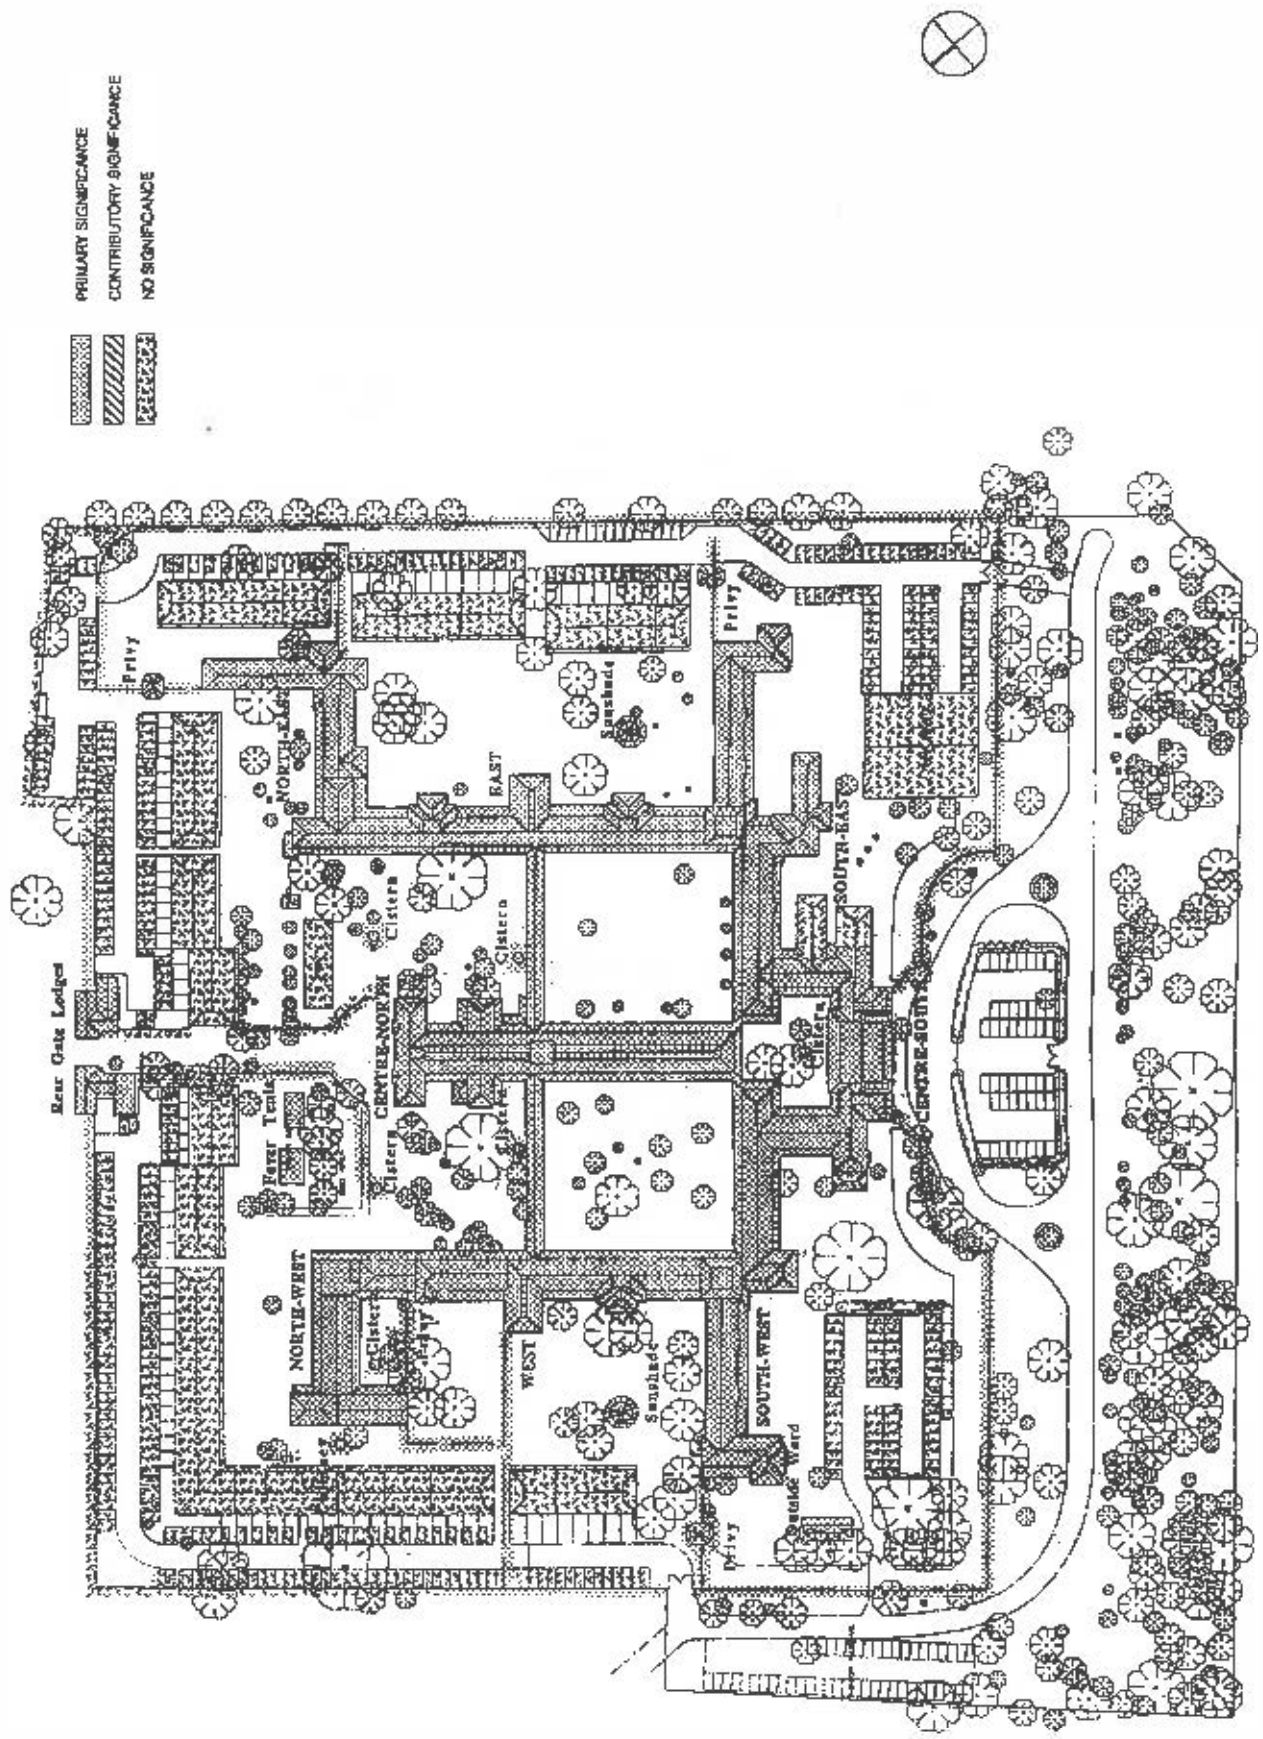 PRIMARY SIGNIFICANCE
CONTRIBUTORY SIGNIFICANCE
NO SIGNIFICANCE
Rear Gate Lodges
Privy
NORTH-EAST
Sunshade
Privy
EAST
Cistern
Cistern
SOUTH-EAST
CENTRE-NORTH
Cistern
CENTRE-SOUTH
Fever Tents
Cistern
Cistern
NORTH-WEST
Cistern
WEST
Sunshade
SOUTH-WEST
Privy
Ward